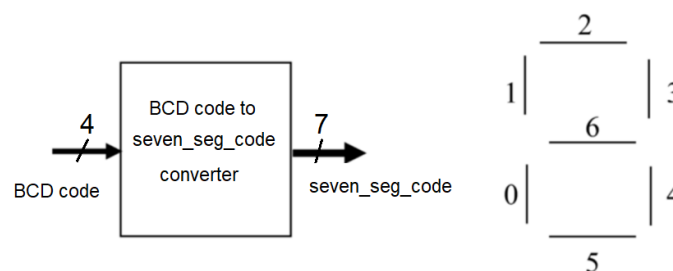 4
BCD code
BCD code to
seven_seg_code
converter
7
seven_seg_code
2
1
3
6
0
4
5